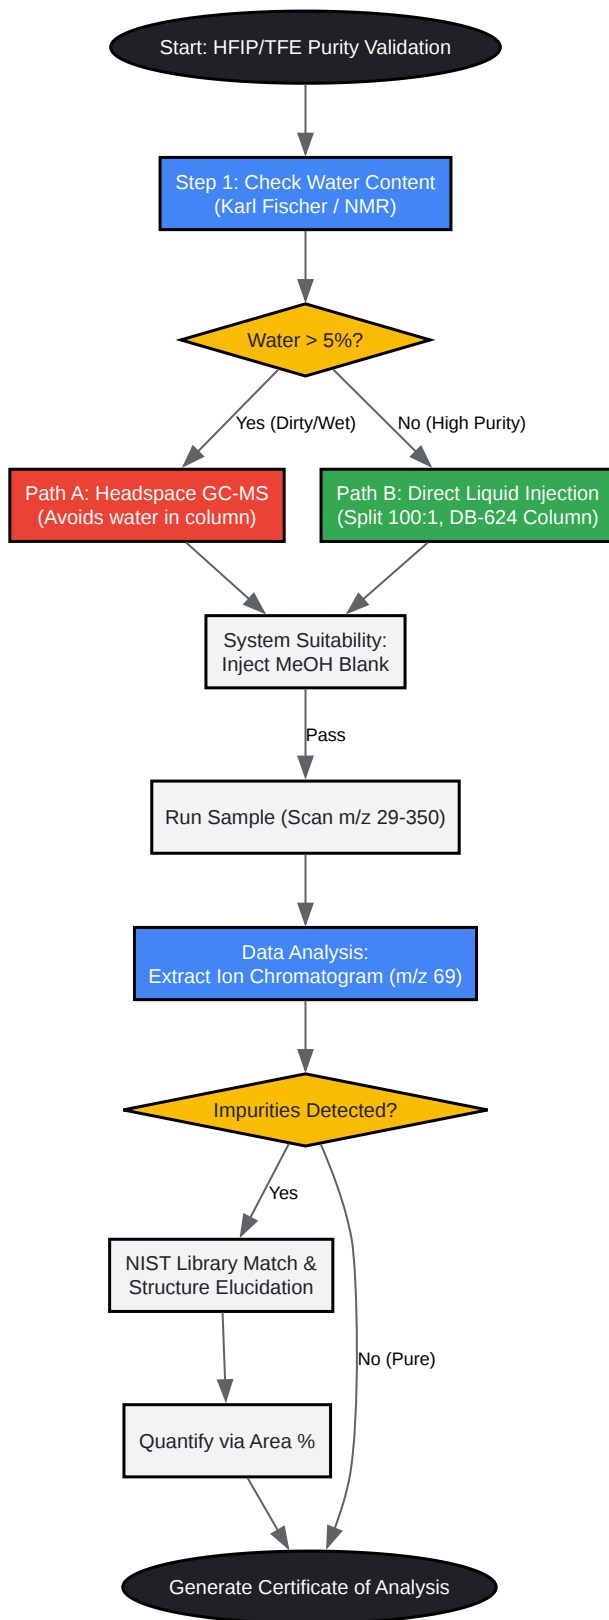 Start: HFIP/TFE Purity Validation
Step 1: Check Water Content
(Karl Fischer / NMR)
Water > 5%?
Yes (Dirty/Wet)
No (High Purity)
Path A: Headspace GC-MS
(Avoids water in column)
Path B: Direct Liquid Injection
(Split 100:1, DB-624 Column)
System Suitability:
Inject MeOH Blank
Pass
Run Sample (Scan m/z 29-350)
Data Analysis:
Extract Ion Chromatogram (m/z 69)
Impurities Detected?
Yes
NIST Library Match &
Structure Elucidation
No (Pure)
Quantify via Area %
Generate Certificate of Analysis